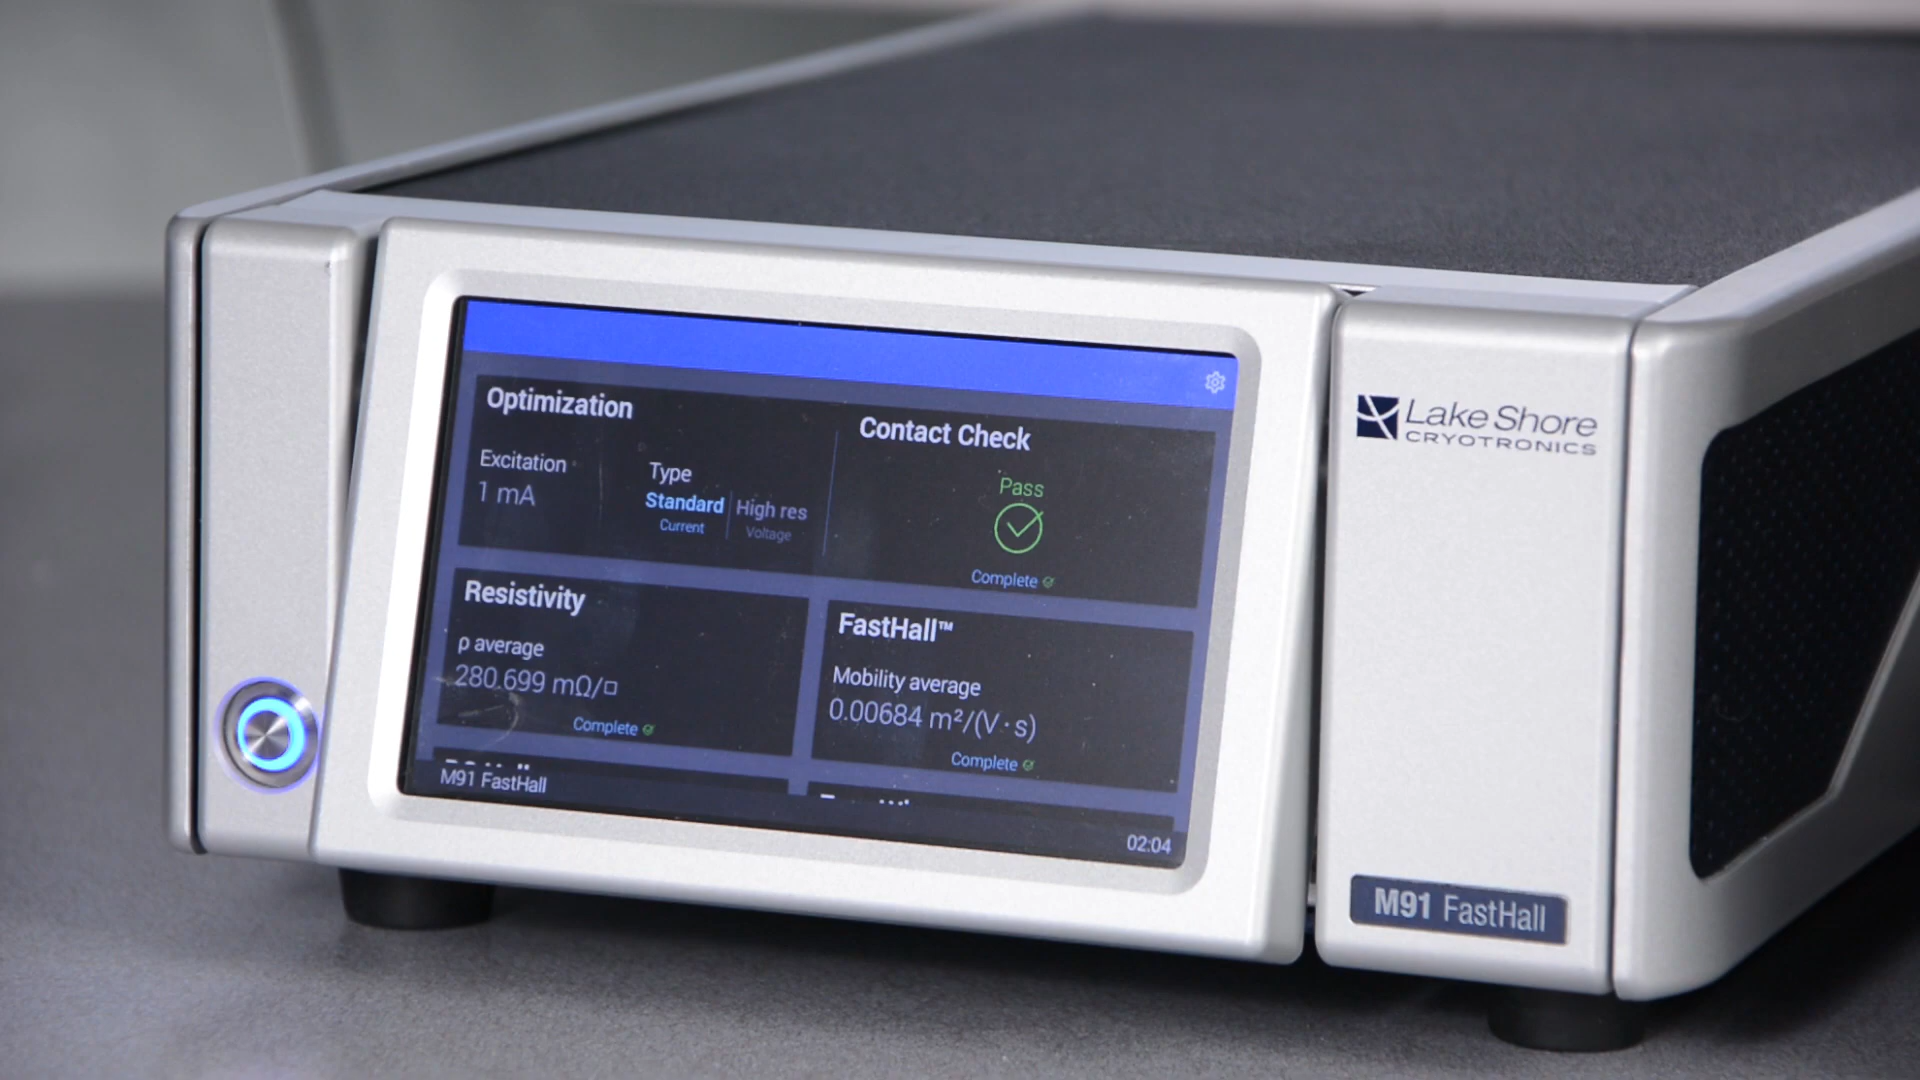 Optimization
Excitation
1 mA
Type
Standard
Current
High res
Voltage
Contact Check
Pass
Complete
Resistivity
ρ average
280.699 mΩ/□
Complete
FastHall™
Mobility average
0.00684 m²/(V · s)
Complete
M91 FastHall
02:04
Lake Shore
CRYOTRONICS
M91 FastHall